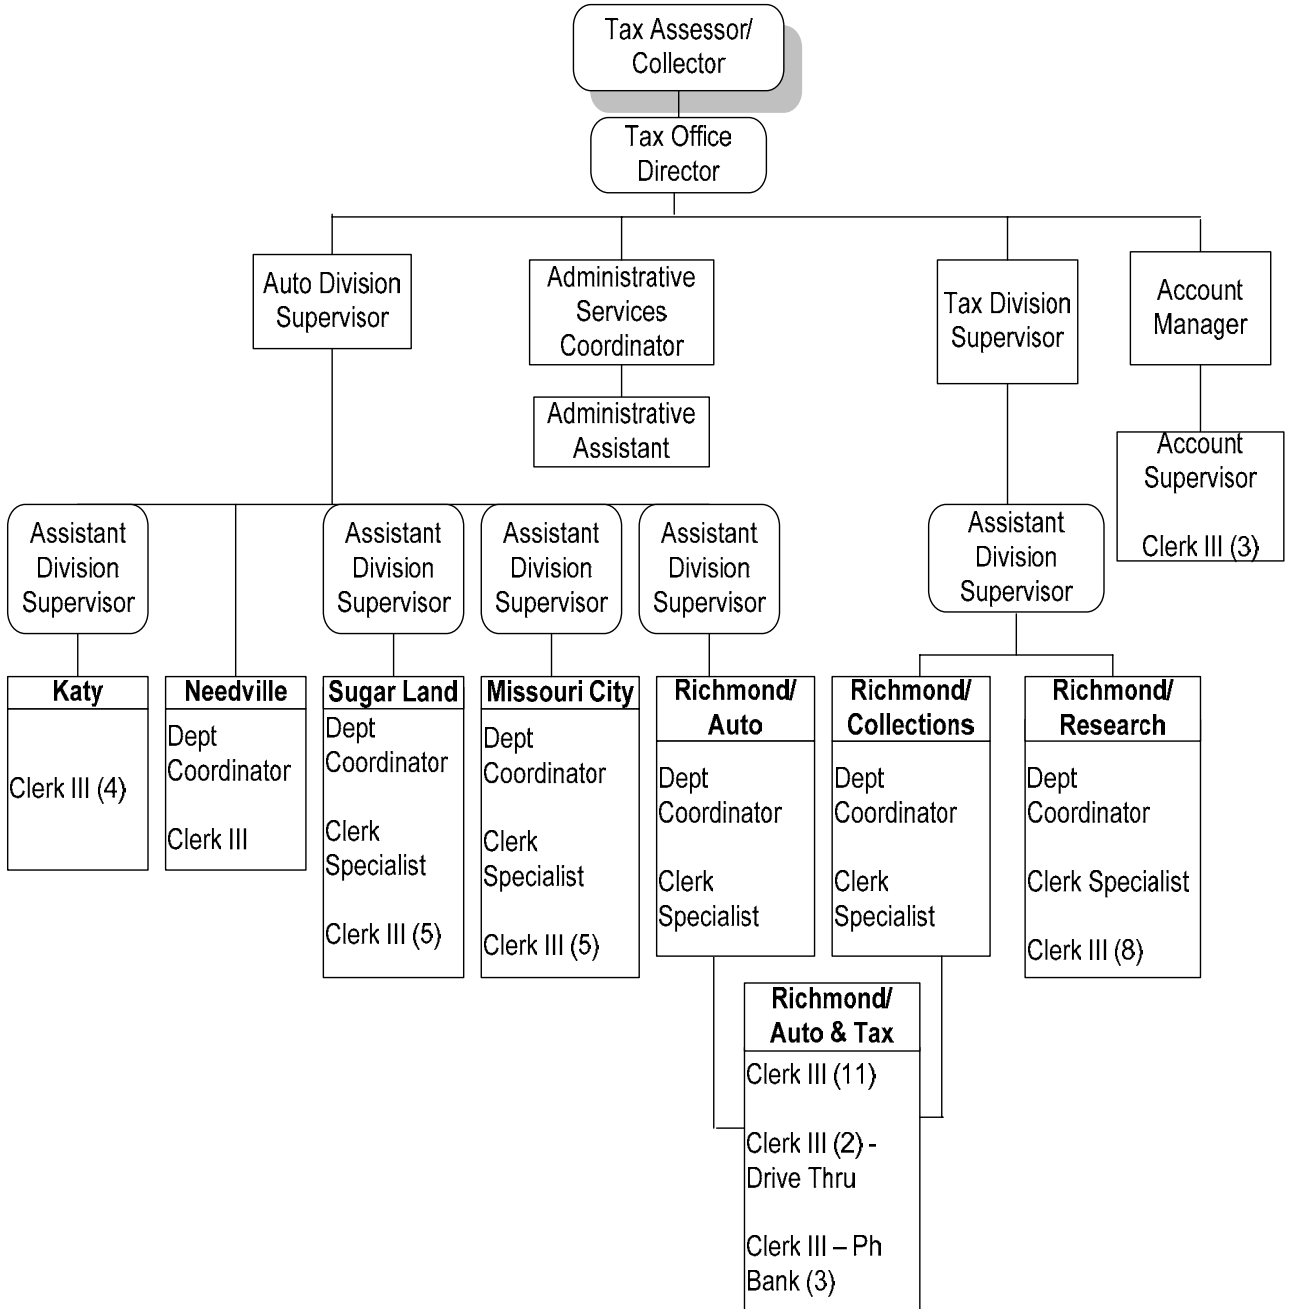 Tax Assessor/
Collector
Tax Office
Director
Auto Division
Supervisor
Administrative
Services
Coordinator
Tax Division
Supervisor
Account
Manager
Administrative
Assistant
Account
Supervisor
Clerk III (3)
Assistant
Division
Supervisor
Assistant
Division
Supervisor
Assistant
Division
Supervisor
Assistant
Division
Supervisor
Assistant
Division
Supervisor
Katy
Clerk III (4)
Needville
Dept
Coordinator
Clerk III
Sugar Land
Dept
Coordinator
Clerk
Specialist
Clerk III (5)
Missouri City
Dept
Coordinator
Clerk
Specialist
Clerk III (5)
Richmond/
Auto
Dept
Coordinator
Clerk
Specialist
Richmond/
Collections
Dept
Coordinator
Clerk
Specialist
Richmond/
Research
Dept
Coordinator
Clerk Specialist
Clerk III (8)
Richmond/
Auto & Tax
Clerk III (11)
Clerk III (2) -
Drive Thru
Clerk III – Ph
Bank (3)